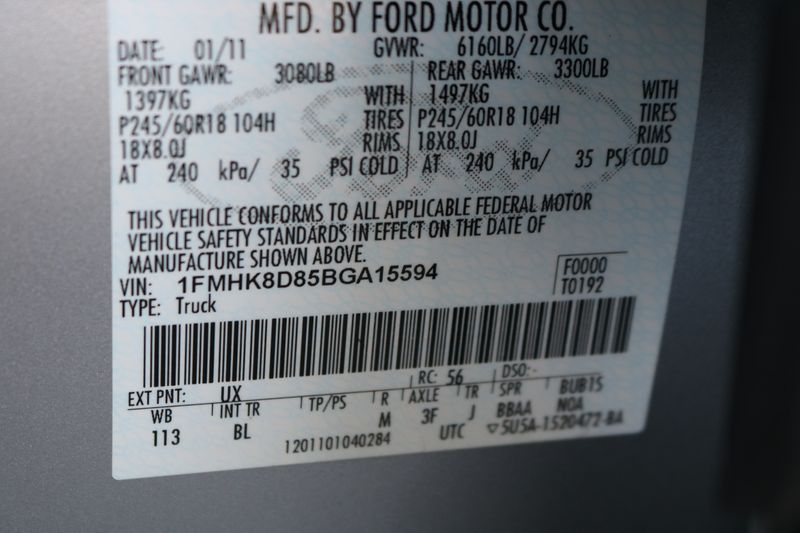 MFD. BY FORD MOTOR CO.
DATE: 01/11 GVWR: 6160LB/ 2794KG
FRONT GAWR: 3080LB REAR GAWR: 3300LB
1397KG WITH 1497KG WITH
P245/60R18 104H TIRES P245/60R18 104H TIRES
18X8.0J RIMS 18X8.0J RIMS
AT 240 kPa/ 35 PSI COLD AT 240 kPa/ 35 PSI COLD
THIS VEHICLE CONFORMS TO ALL APPLICABLE FEDERAL MOTOR
VEHICLE SAFETY STANDARDS IN EFFECT ON THE DATE OF
MANUFACTURE SHOWN ABOVE.
VIN: 1FMHK8D85BGA15594 F0000
TYPE: Truck T0192
EXT PNT: UX RC: 56 DSO:
WB INT TR TP/PS R AXLE TR SPR BUB15
113 BL M 3F J BBAA NOA
1201101040284 UTC ▽5U5A-1520472-BA